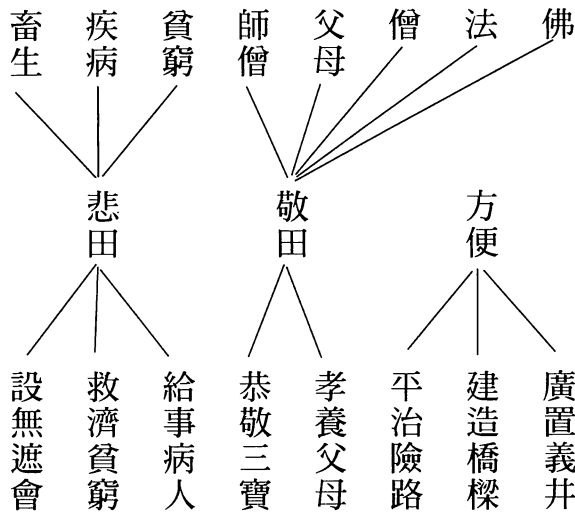 佛
法
僧
父母
師僧
貧窮
疾病
畜生
方便
敬田
悲田
廣置義井
建造橋樑
平治險路
孝養父母
恭敬三寶
給事病人
救濟貧窮
設無遮會